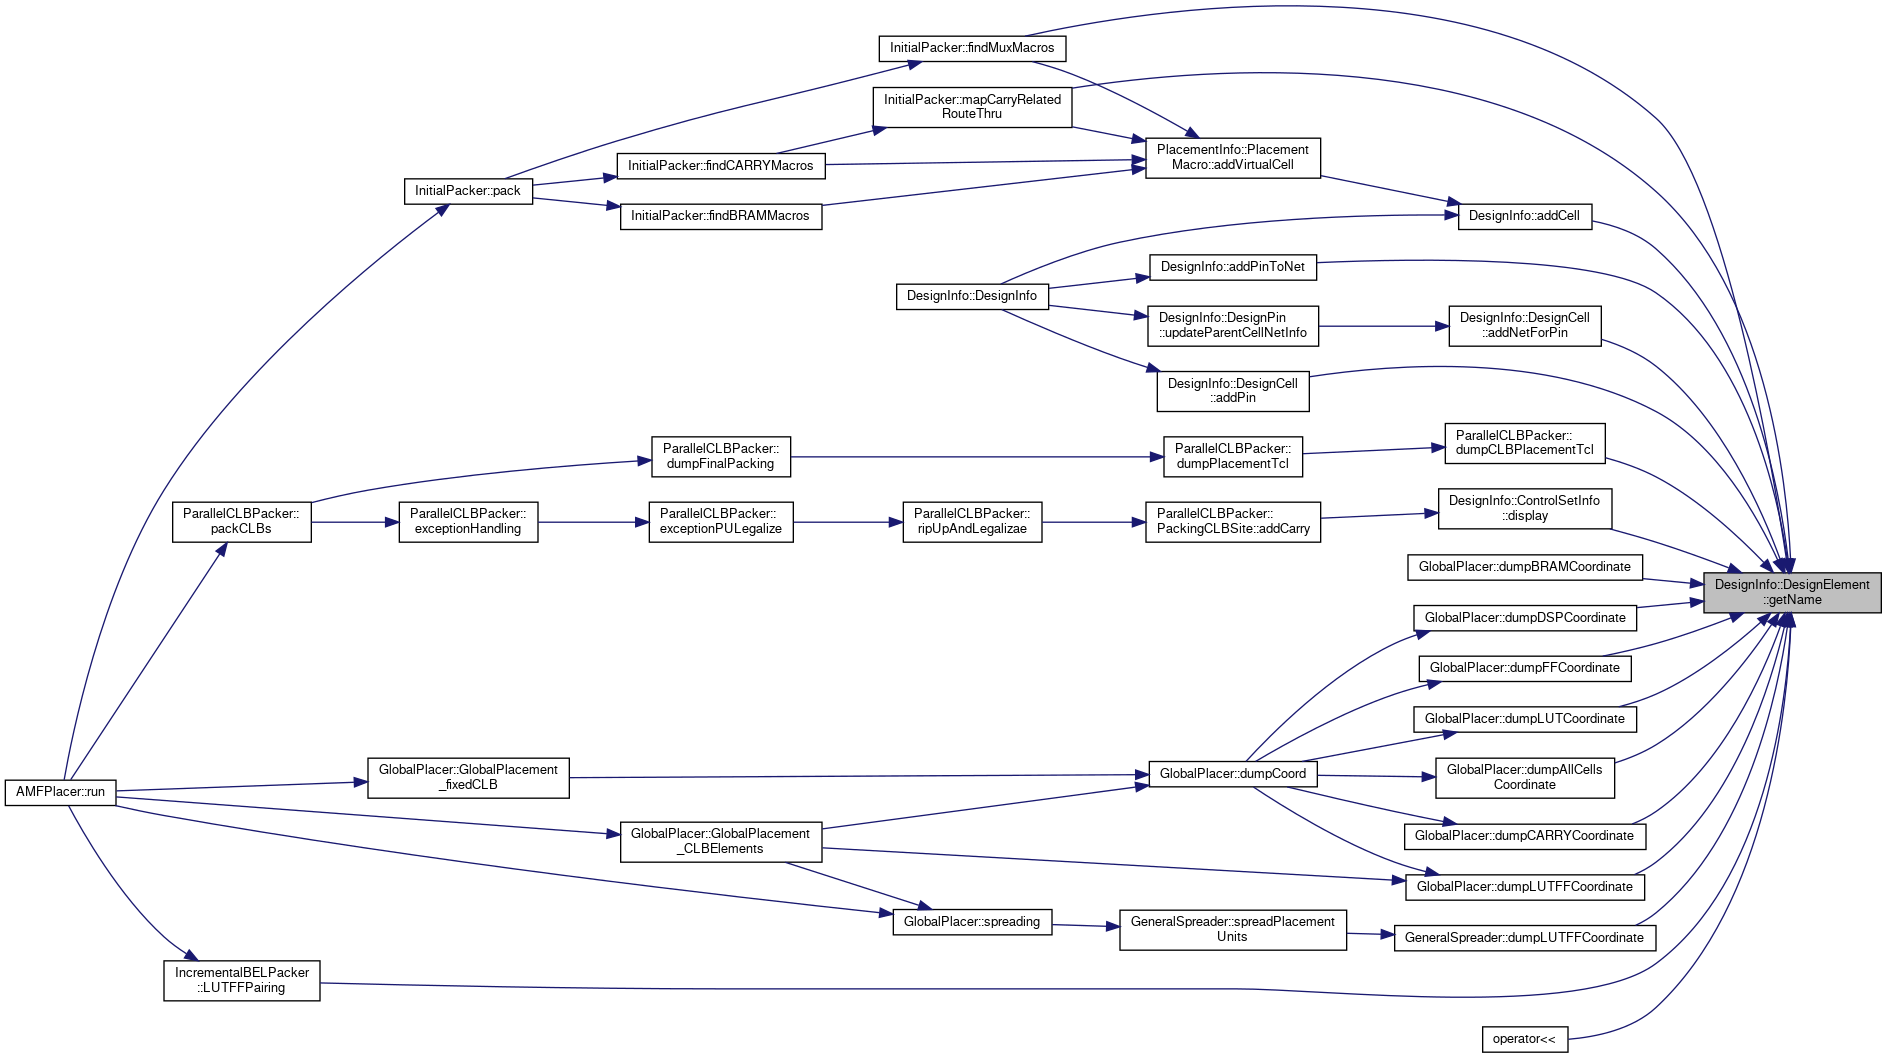 InitialPacker::findMuxMacros
InitialPacker::mapCarryRelated
RouteThru
PlacementInfo::Placement
Macro::addVirtualCell
InitialPacker::findCARRYMacros
InitialPacker::pack
InitialPacker::findBRAMMacros
DesignInfo::addCell
DesignInfo::addPinToNet
DesignInfo::DesignInfo
DesignInfo::DesignPin
::updateParentCellNetInfo
DesignInfo::DesignCell
::addNetForPin
DesignInfo::DesignCell
::addPin
ParallelCLBPacker::
dumpFinalPacking
ParallelCLBPacker::
dumpPlacementTcl
ParallelCLBPacker::
dumpCLBPlacementTcl
ParallelCLBPacker::
packCLBs
ParallelCLBPacker::
exceptionHandling
ParallelCLBPacker::
exceptionPULegalize
ParallelCLBPacker::
ripUpAndLegalizae
ParallelCLBPacker::
PackingCLBSite::addCarry
DesignInfo::ControlSetInfo
::display
GlobalPlacer::dumpBRAMCoordinate
DesignInfo::DesignElement
::getName
GlobalPlacer::dumpDSPCoordinate
GlobalPlacer::dumpFFCoordinate
GlobalPlacer::dumpLUTCoordinate
GlobalPlacer::dumpCoord
GlobalPlacer::dumpAllCells
Coordinate
GlobalPlacer::GlobalPlacement
_fixedCLB
AMFPlacer::run
GlobalPlacer::GlobalPlacement
_CLBElements
GlobalPlacer::dumpCARRYCoordinate
GlobalPlacer::dumpLUTFFCoordinate
GlobalPlacer::spreading
GeneralSpreader::spreadPlacement
Units
GeneralSpreader::dumpLUTFFCoordinate
IncrementalBELPacker
::LUTFFPairing
operator<<